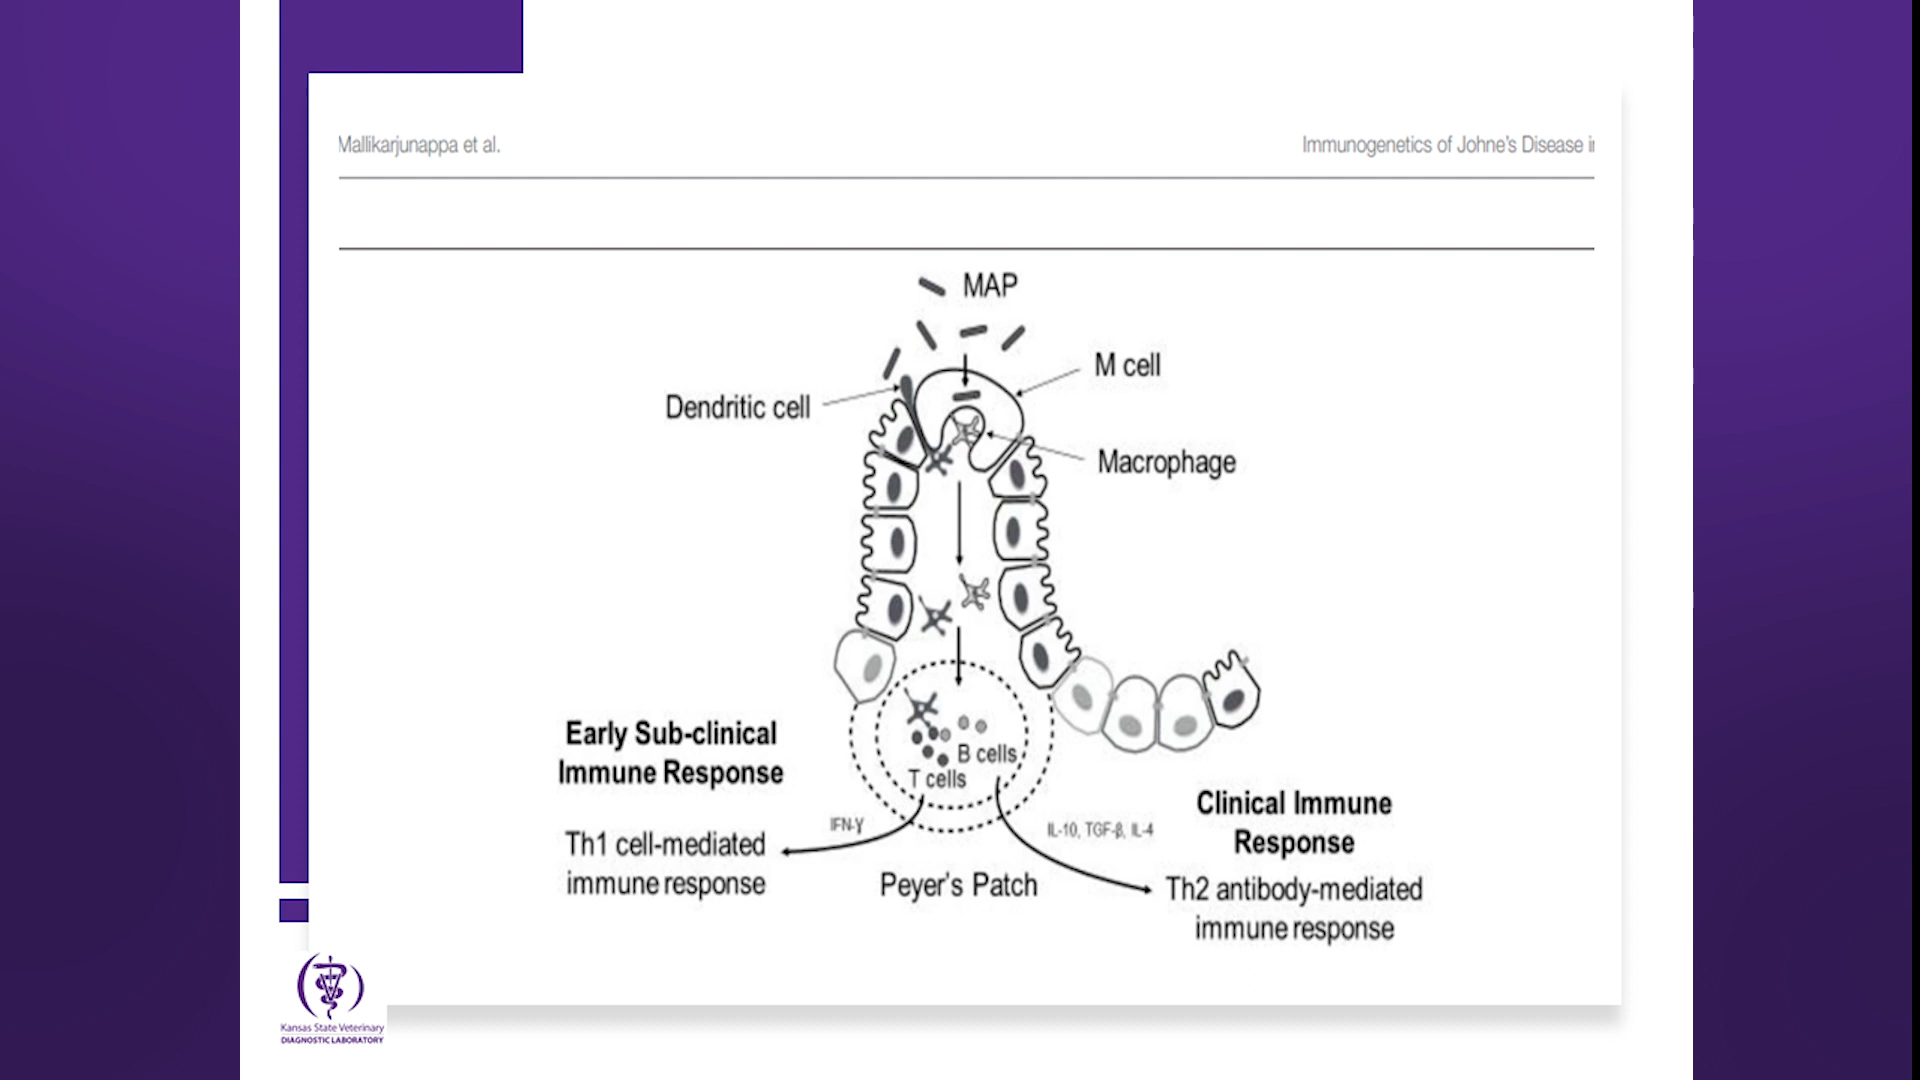 Mallikarjunappa et al.
Immunogenetics of Johne's Disease i
MAP
M cell
Dendritic cell
Macrophage
Early Sub-clinical
Immune Response
B cells
T cells
IFN-γ
IL-10, TGF-β, IL-4
Th1 cell-mediated
immune response
Peyer's Patch
Clinical Immune
Response
Th2 antibody-mediated
immune response
Kansas State Veterinary
DIAGNOSTIC LABORATORY